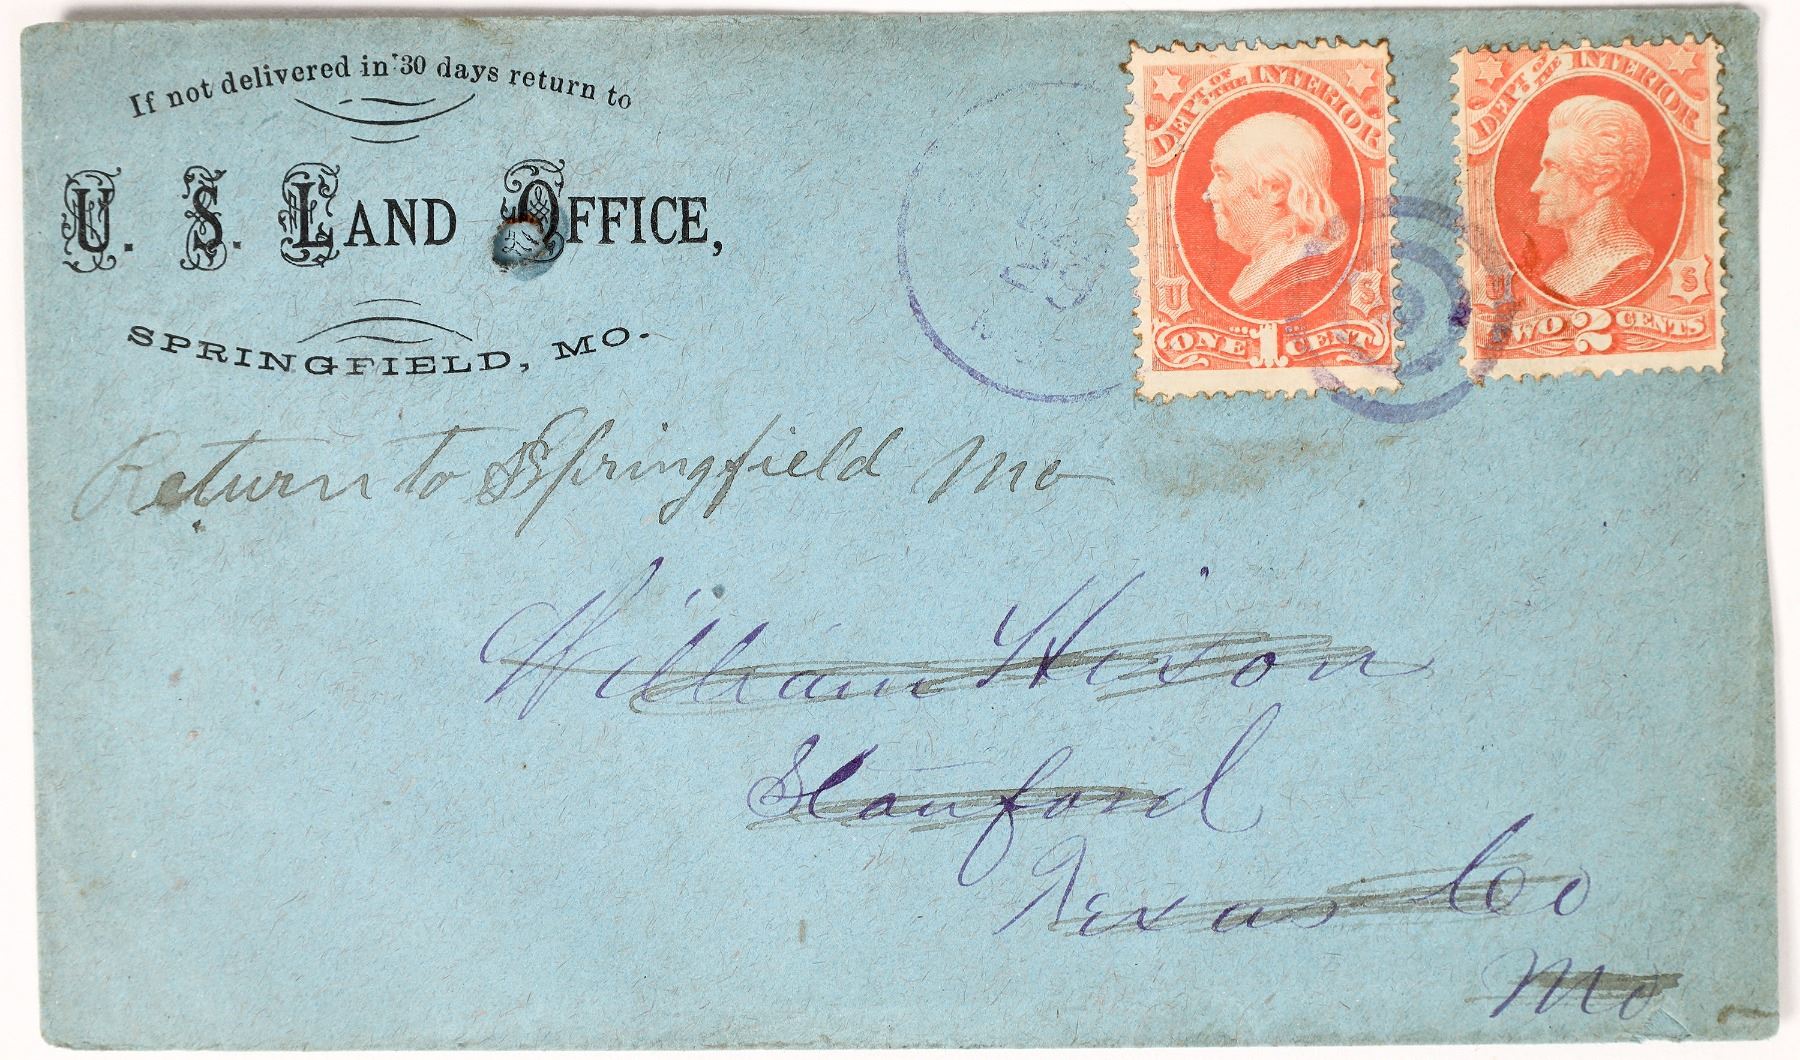 If not delivered in 30 days return to
U. S. LAND OFFICE,
SPRINGFIELD, MO.
DEPT OF THE INTERIOR
U S
ONE 1 CENT
DEPT OF THE INTERIOR
U S
TWO 2 CENTS
Return to Springfield Mo
William Hixon
Stanford
Texas Co
Mo